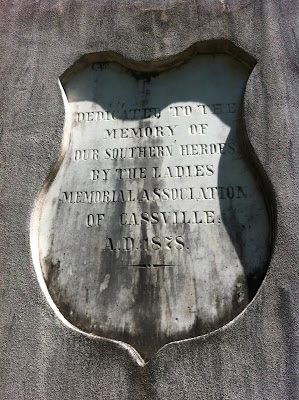 DEDICATED TO THE
MEMORY OF
OUR SOUTHERN HEROES
BY THE LADIES
MEMORIAL ASSOCIATION
OF CASSVILLE.
A.D. 1878.